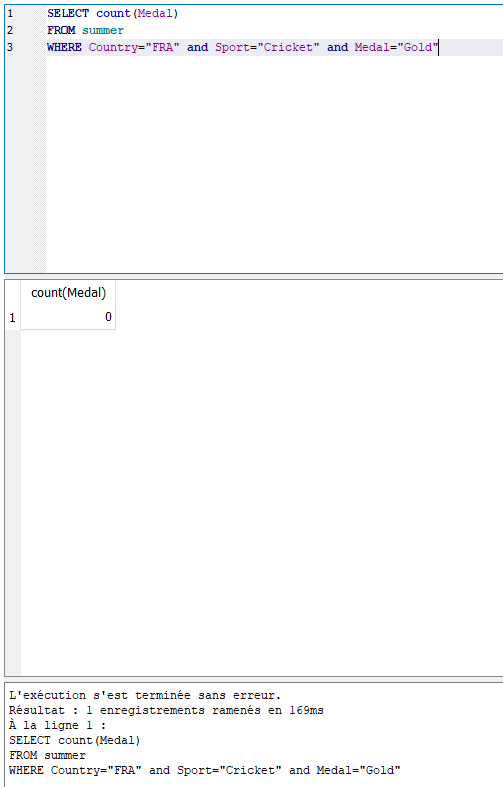 1 SELECT count(Medal)
2 FROM summer
3 WHERE Country="FRA" and Sport="Cricket" and Medal="Gold"
count(Medal)
1 0
L'exécution s'est terminée sans erreur.
Résultat : 1 enregistrements ramenés en 169ms
À la ligne 1 :
SELECT count(Medal)
FROM summer
WHERE Country="FRA" and Sport="Cricket" and Medal="Gold"